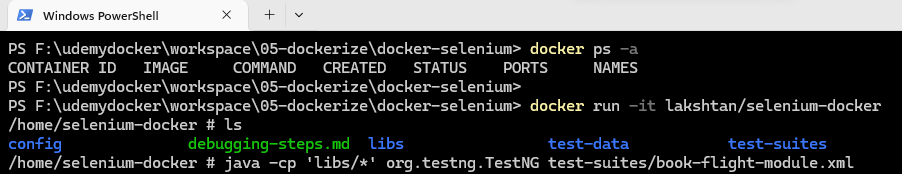 Windows PowerShell
PS F:\udemydocker\workspace\05-dockerize\docker-selenium> docker ps -a
CONTAINER ID   IMAGE     COMMAND   CREATED   STATUS    PORTS     NAMES
PS F:\udemydocker\workspace\05-dockerize\docker-selenium>
PS F:\udemydocker\workspace\05-dockerize\docker-selenium> docker run -it lakshtan/selenium-docker
/home/selenium-docker # ls
config              debugging-steps.md  libs                test-data           test-suites
/home/selenium-docker # java -cp 'libs/*' org.testng.TestNG test-suites/book-flight-module.xml